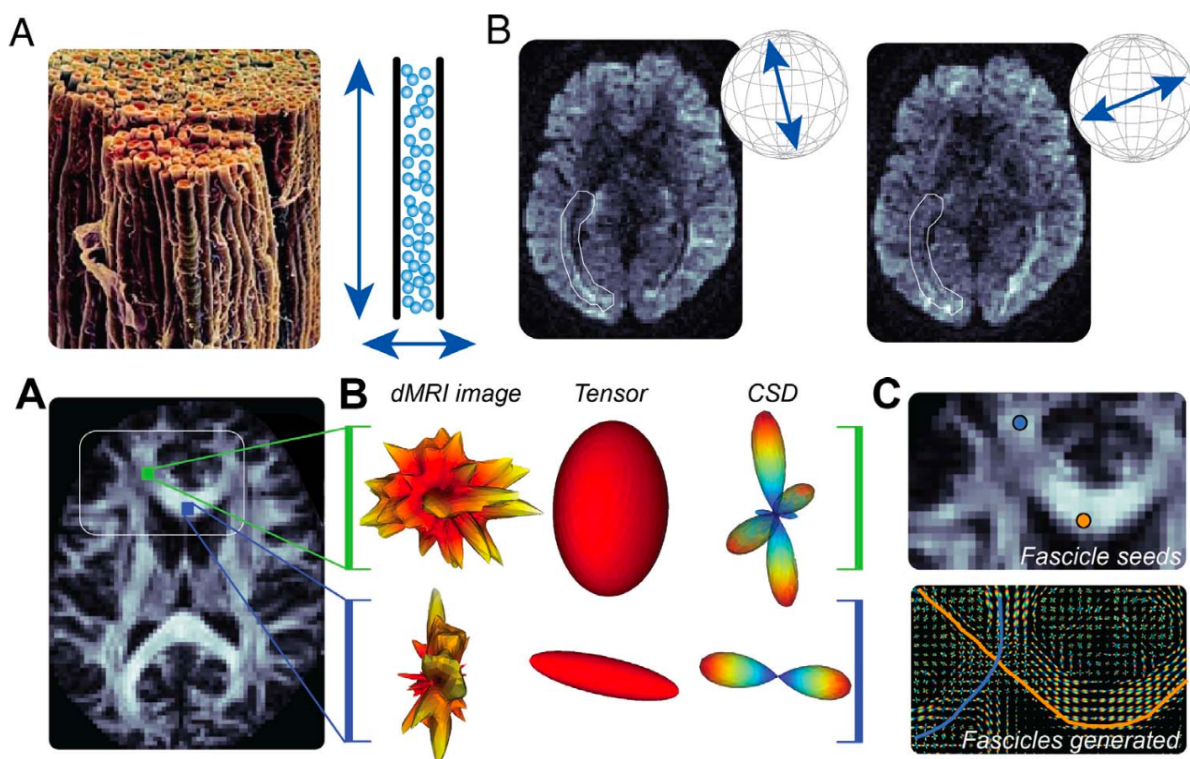 A
B
A
B
dMRI image
Tensor
CSD
C
Fascicle seeds
Fascicles generated